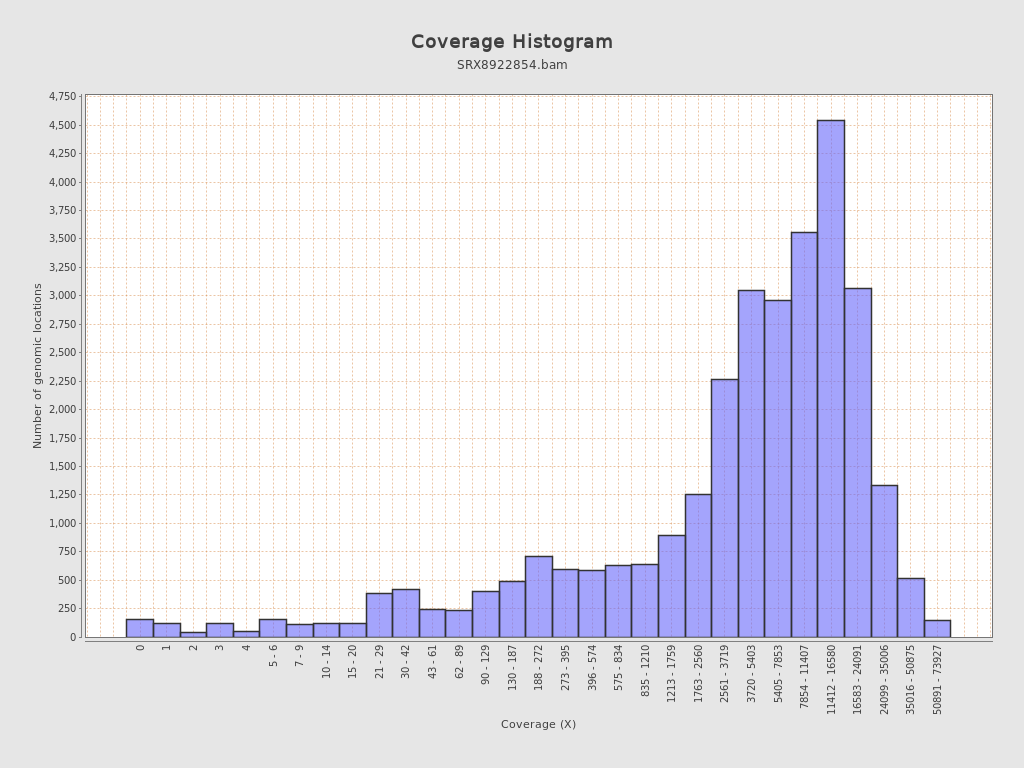 Coverage Histogram
SRX8922854.bam
Number of genomic locations
4,750
4,500
4,250
4,000
3,750
3,500
3,250
3,000
2,750
2,500
2,250
2,000
1,750
1,500
1,250
1,000
750
500
250
0
0
1
2
3
4
5 - 6
7 - 9
10 - 14
15 - 20
21 - 29
30 - 42
43 - 61
62 - 89
90 - 129
130 - 187
188 - 272
273 - 395
396 - 574
575 - 834
835 - 1210
1213 - 1759
1763 - 2560
2561 - 3719
3720 - 5403
5405 - 7853
7854 - 11407
11412 - 16580
16583 - 24091
24099 - 35006
35016 - 50875
50891 - 73927
Coverage (X)